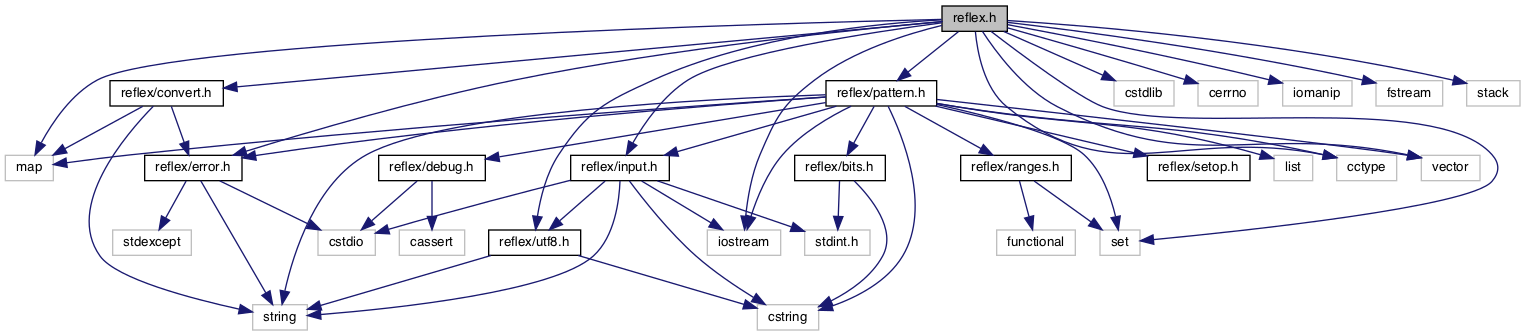 reflex.h
reflex/convert.h
reflex/pattern.h
cstdlib
cerrno
iomanip
fstream
stack
map
reflex/error.h
reflex/debug.h
reflex/input.h
reflex/bits.h
reflex/ranges.h
reflex/setop.h
list
cctype
vector
stdexcept
cstdio
cassert
reflex/utf8.h
iostream
stdint.h
functional
set
string
cstring